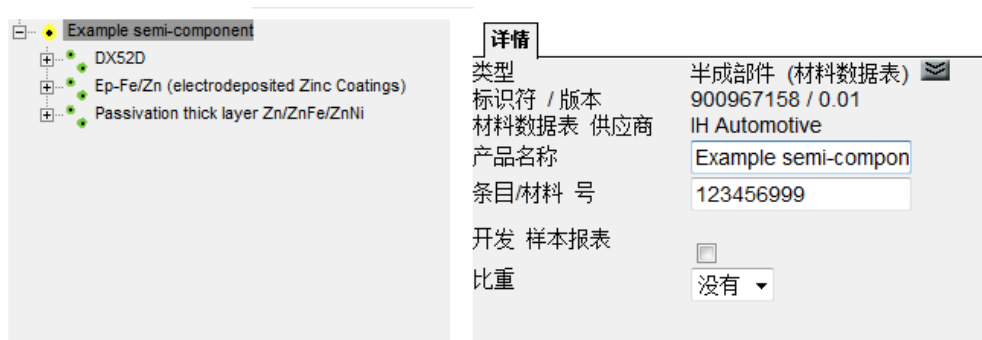 Example semi-component
DX52D
Ep-Fe/Zn (electrodeposited Zinc Coatings)
Passivation thick layer Zn/ZnFe/ZnNi
详情
类型 半成部件 (材料数据表)
标识符 / 版本 900967158 / 0.01
材料数据表 供应商 IH Automotive
产品名称 Example semi-compon
条目/材料 号 123456999
开发 样本报表
比重 没有